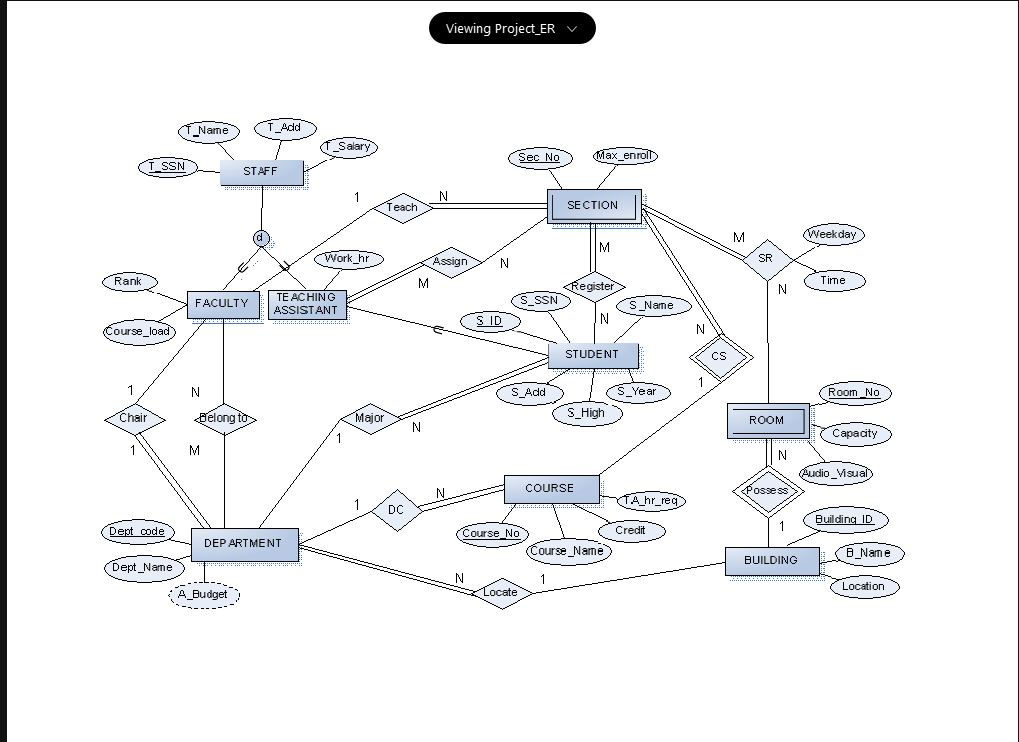 Viewing Project_ER
T_Name
T_Add
T_Salary
T_SSN
STAFF
Sec_No
Max_enroll
1
N
Teach
SECTION
d
Weekday
M
M
SR
Assign
N
Work_hr
Rank
M
Register
N
Time
FACULTY
TEACHING
ASSISTANT
S_SSN
S_Name
S_ID
N
N
Course_load
STUDENT
CS
1
1
N
S_Add
S_Year
Room_No
S_High
Chair
Belong to
Major
ROOM
Capacity
1
N
1
M
N
Audio_Visual
COURSE
Possess
1
N
T.A_hr_req
DC
Building_ID
Dept_code
Course_No
Credit
1
DEPARTMENT
Course_Name
B_Name
Dept_Name
BUILDING
N
1
A_Budget
Locate
Location